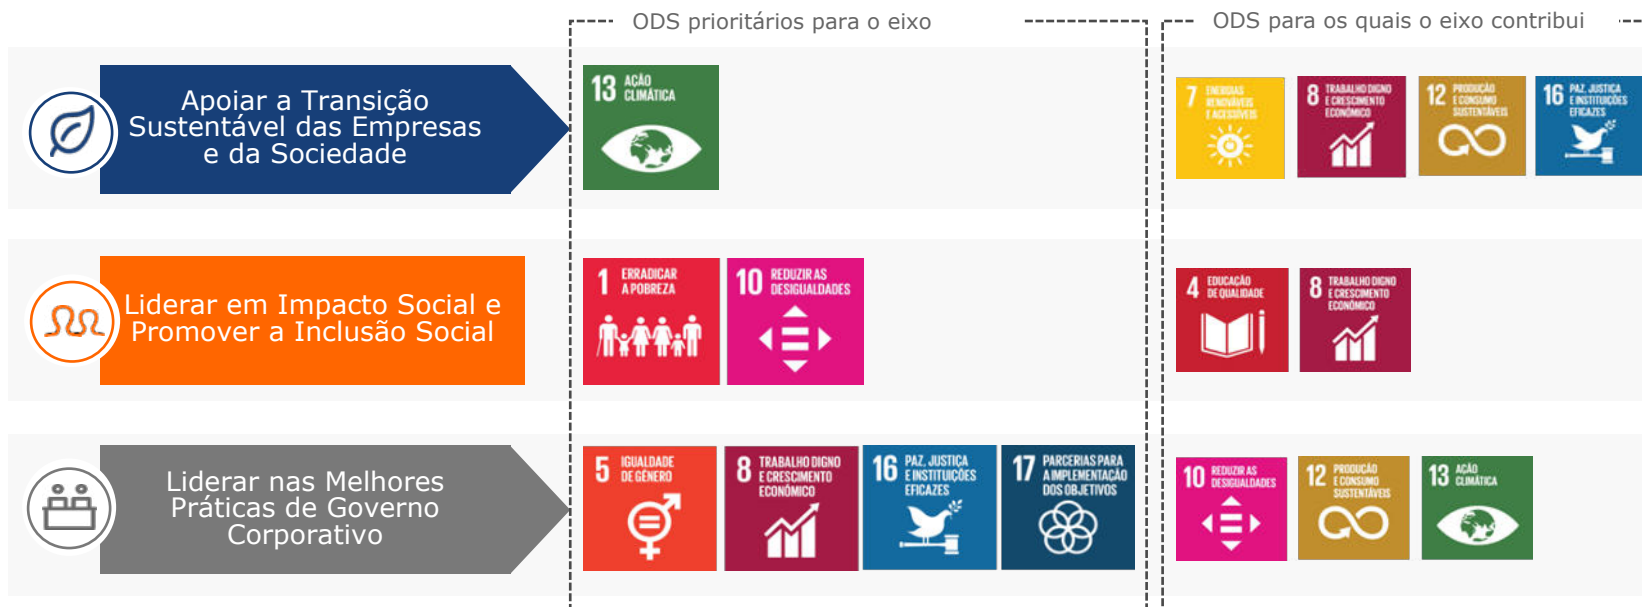 ODS prioritários para o eixo
ODS para os quais o eixo contribui
Apoiar a Transição
Sustentável das Empresas
e da Sociedade
13 AÇÃO
CLIMÁTICA
7 ENERGIAS
RENOVÁVEIS
E ACESSÍVEIS
8 TRABALHO DIGNO
E CRESCIMENTO
ECONÓMICO
12 PRODUÇÃO
E CONSUMO
SUSTENTÁVEIS
16 PAZ, JUSTIÇA
E INSTITUIÇÕES
EFICAZES
Liderar em Impacto Social e
Promover a Inclusão Social
1 ERRADICAR
A POBREZA
10 REDUZIR AS
DESIGUALDADES
4 EDUCAÇÃO
DE QUALIDADE
8 TRABALHO DIGNO
E CRESCIMENTO
ECONÓMICO
Liderar nas Melhores
Práticas de Governo
Corporativo
5 IGUALDADE
DE GÉNERO
8 TRABALHO DIGNO
E CRESCIMENTO
ECONÓMICO
16 PAZ, JUSTIÇA
E INSTITUIÇÕES
EFICAZES
17 PARCERIAS PARA
A IMPLEMENTAÇÃO
DOS OBJETIVOS
10 REDUZIR AS
DESIGUALDADES
12 PRODUÇÃO
E CONSUMO
SUSTENTÁVEIS
13 AÇÃO
CLIMÁTICA